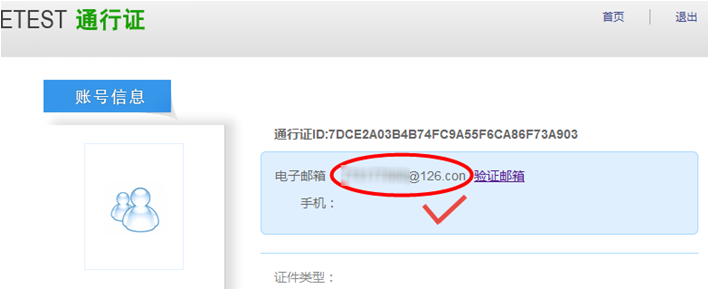 ETEST 通行证
首页 退出
账号信息
通行证ID:7DCE2A03B4B74FC9A55F6CA86F73A903
电子邮箱： @126.con 验证邮箱
手机：
证件类型：